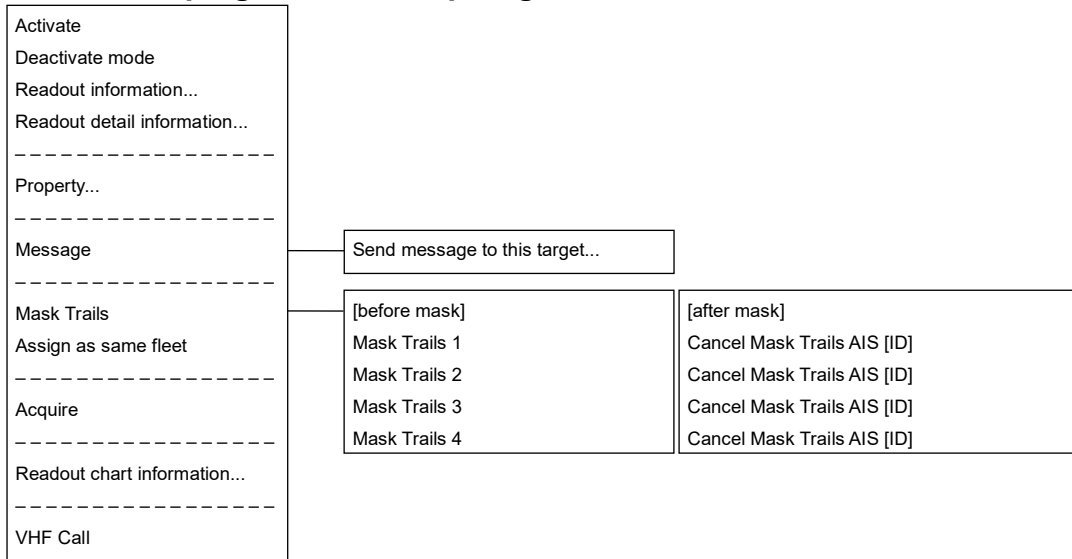 Activate
Deactivate mode
Readout information...
Readout detail information...
Property...
Message
Send message to this target...
Mask Trails
Assign as same fleet
Acquire
Readout chart information...
VHF Call
[before mask]
Mask Trails 1
Mask Trails 2
Mask Trails 3
Mask Trails 4
[after mask]
Cancel Mask Trails AIS [ID]
Cancel Mask Trails AIS [ID]
Cancel Mask Trails AIS [ID]
Cancel Mask Trails AIS [ID]